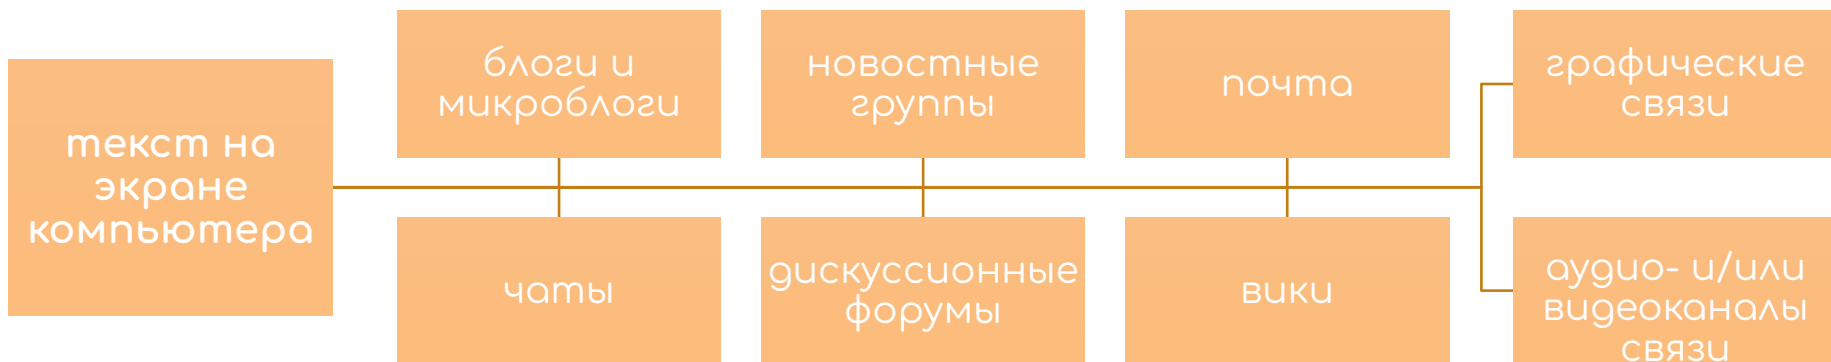 текст на
экране
компьютера
блоги и
микроблоги
новостные
группы
почта
графические
связи
чаты
дискуссионные
форумы
вики
аудио- и/или
видеоканалы
связи